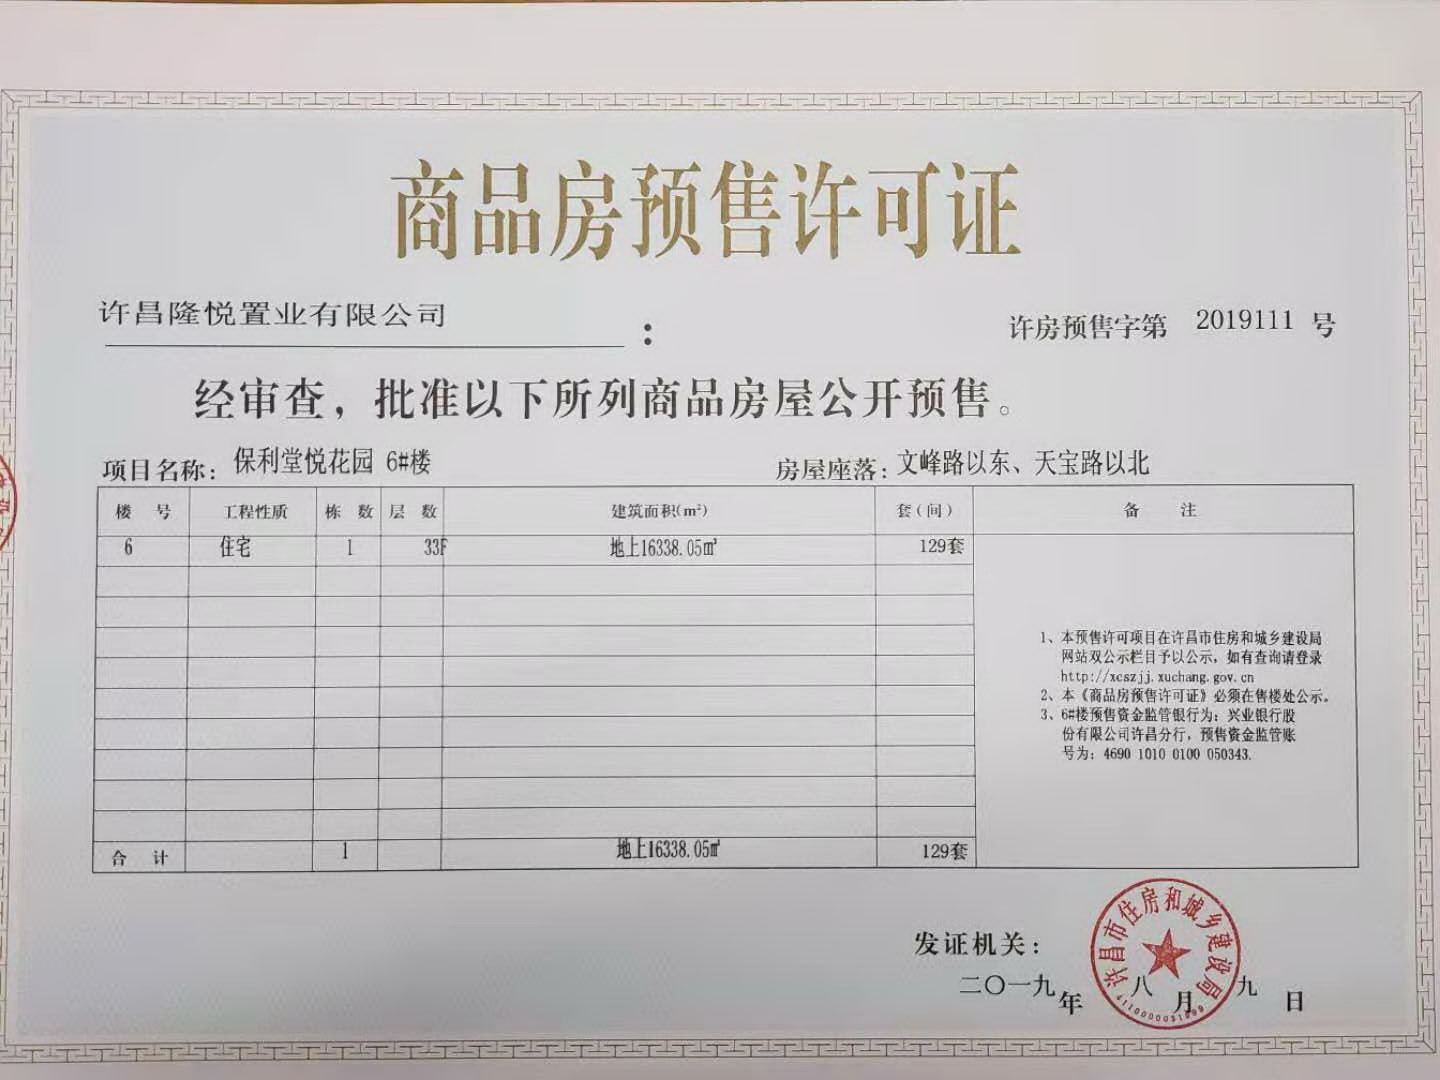 商品房预售许可证
许昌隆悦置业有限公司：
许房预售字第 2019111 号
经审查，批准以下所列商品房屋公开预售。
项目名称：保利堂悦花园 6#楼
房屋座落：文峰路以东、天宝路以北
楼 号 工程性质 栋 数 层 数 建筑面积(m²) 套(间) 备 注
6 住宅 1 33F 地上16338.05㎡ 129套
1、本预售许可项目在许昌市住房和城乡建设局
网站双公示栏目予以公示，如有查询请登录
http://xcszjj.xuchang.gov.cn
2、本《商品房预售许可证》必须在售楼处公示。
3、6#楼预售资金监管银行为：兴业银行股
份有限公司许昌分行，预售资金监管账
号为：4690 1010 0100 050343.
合 计 1 地上16338.05㎡ 129套
发证机关：
许昌市住房和城乡建设局
二〇一九年 八月 九日